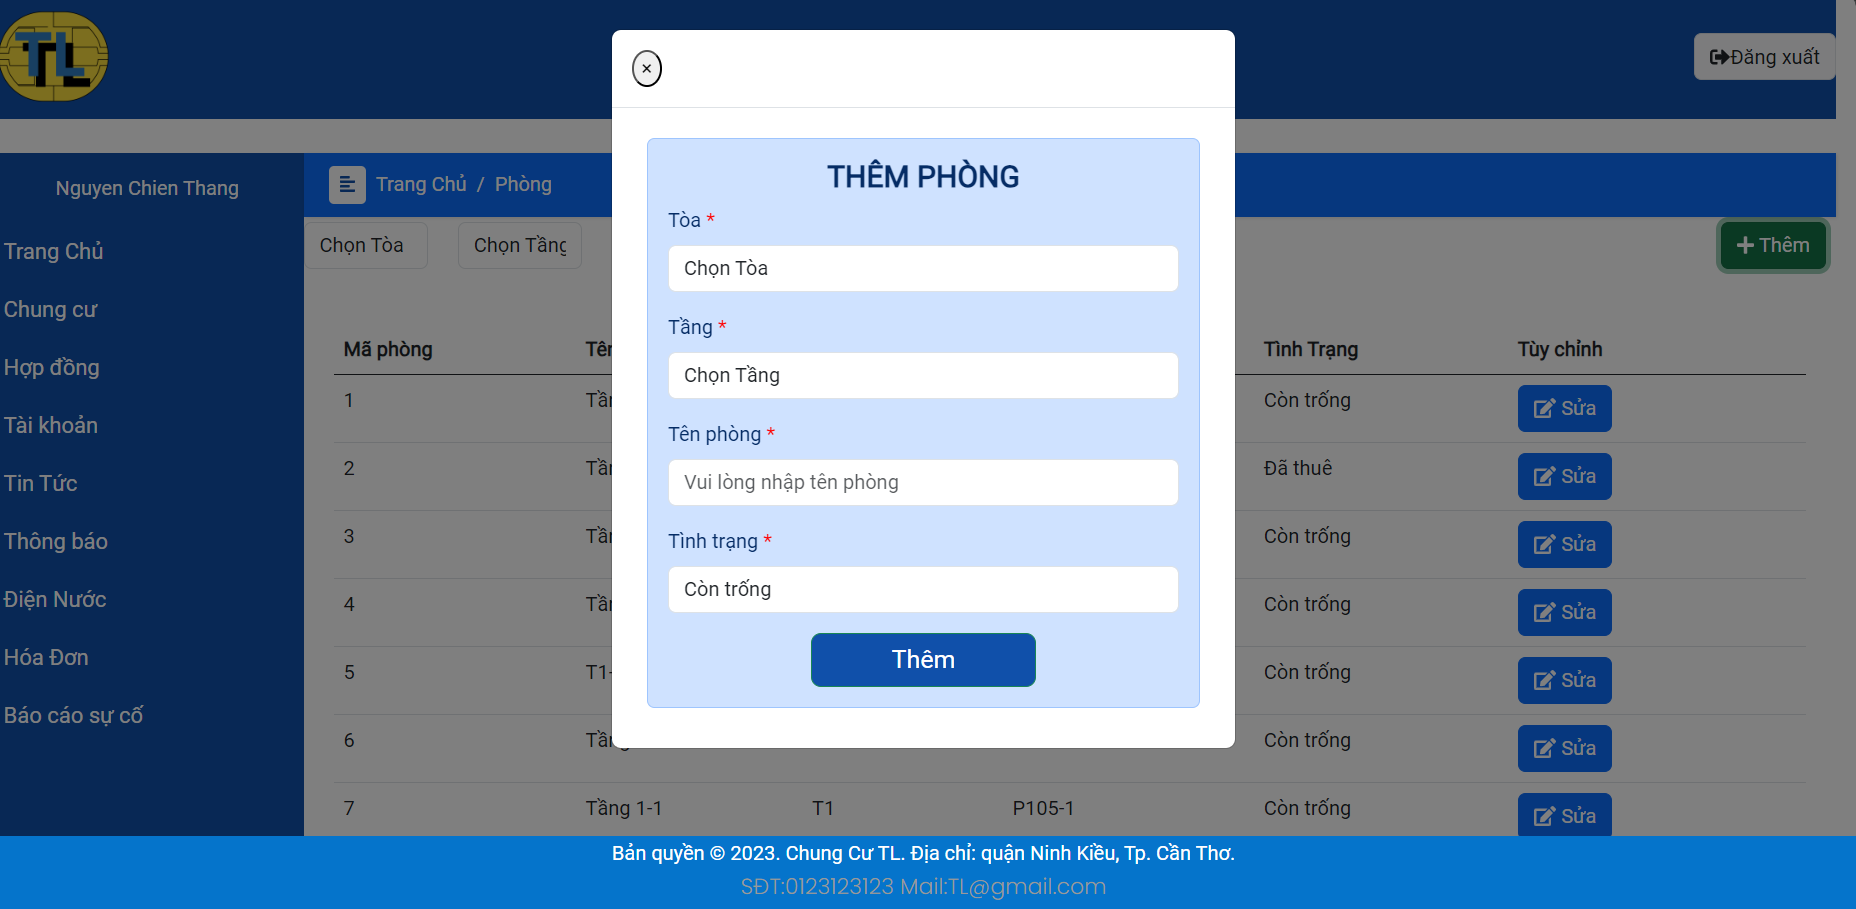 TL
Đăng xuất
×
Nguyen Chien Thang
Trang Chủ / Phòng
Trang Chủ
Chung cư
Hợp đồng
Tài khoản
Tin Tức
Thông báo
Điện Nước
Hóa Đơn
Báo cáo sự cố
Chọn Tòa
Chọn Tầng
Thêm
THÊM PHÒNG
Tòa *
Chọn Tòa
Tầng *
Chọn Tầng
Tên phòng *
Vui lòng nhập tên phòng
Tình trạng *
Còn trống
Thêm
Mã phòng Tình Trạng Tùy chỉnh
1 Còn trống Sửa
2 Đã thuê Sửa
3 Còn trống Sửa
4 Còn trống Sửa
5 T1- Còn trống Sửa
6 Còn trống Sửa
7 Tầng 1-1 T1 P105-1 Còn trống Sửa
Bản quyền © 2023. Chung Cư TL. Địa chỉ: quận Ninh Kiều, Tp. Cần Thơ.
SĐT:0123123123 Mail:TL@gmail.com